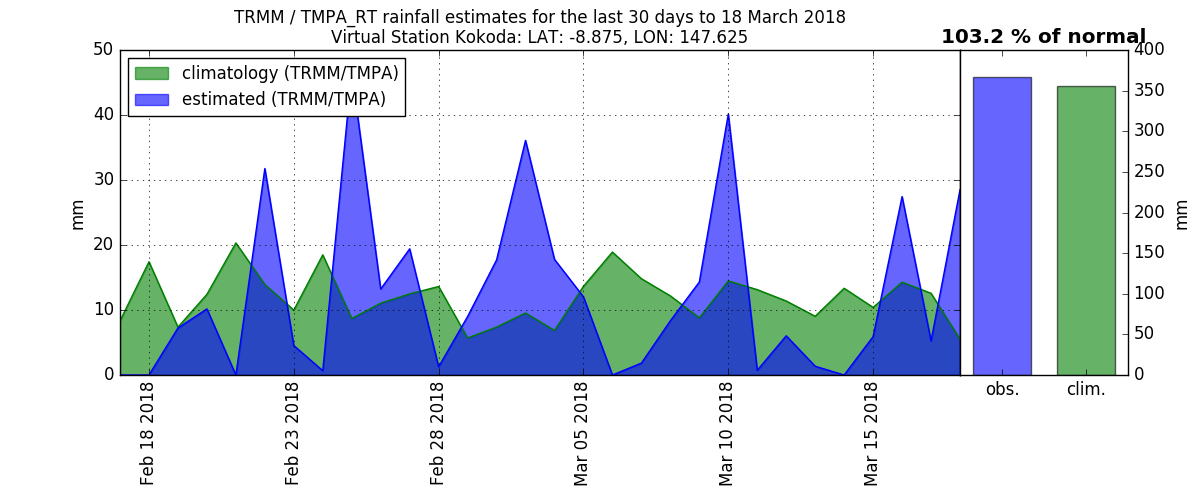 TRMM / TMPA_RT rainfall estimates for the last 30 days to 18 March 2018
Virtual Station Kokoda: LAT: -8.875, LON: 147.625
103.2 % of normal
climatology (TRMM/TMPA)
estimated (TRMM/TMPA)
50
40
30
20
10
0
mm
Feb 18 2018
Feb 23 2018
Feb 28 2018
Mar 05 2018
Mar 10 2018
Mar 15 2018
400
350
300
250
200
150
100
50
0
mm
obs.
clim.